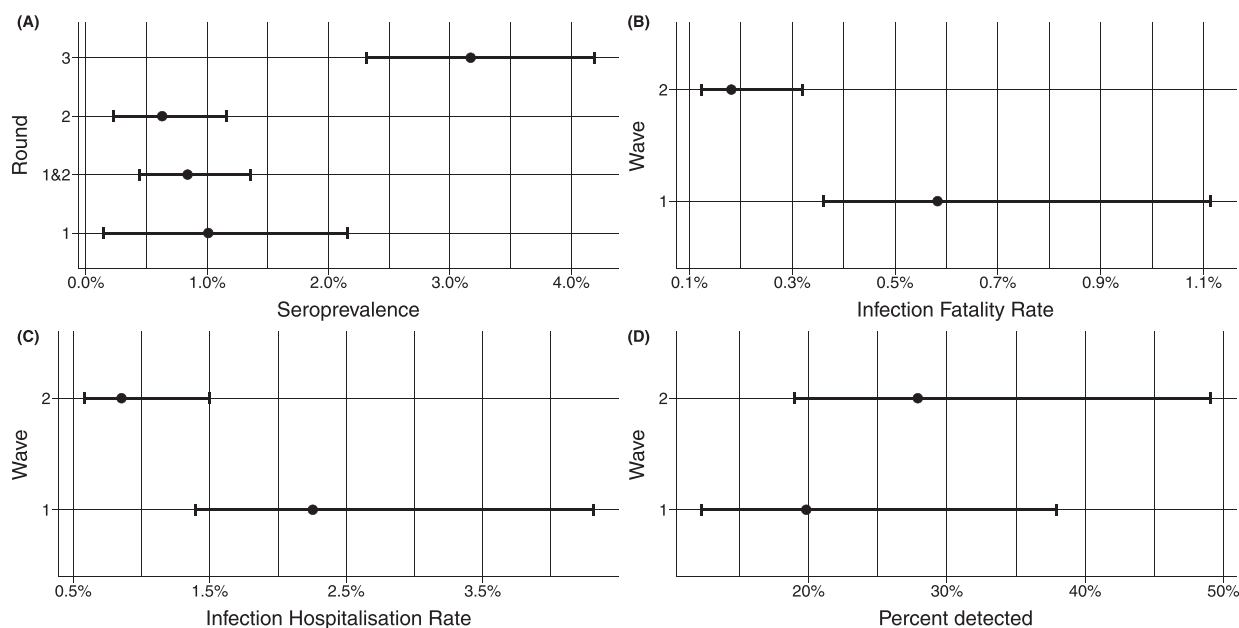 (A)
3
2
1&2
1
Round
0.0% 1.0% 2.0% 3.0% 4.0%
Seroprevalence
(B)
2
1
Wave
0.1% 0.3% 0.5% 0.7% 0.9% 1.1%
Infection Fatality Rate
(C)
2
1
Wave
0.5% 1.5% 2.5% 3.5%
Infection Hospitalisation Rate
(D)
2
1
Wave
20% 30% 40% 50%
Percent detected